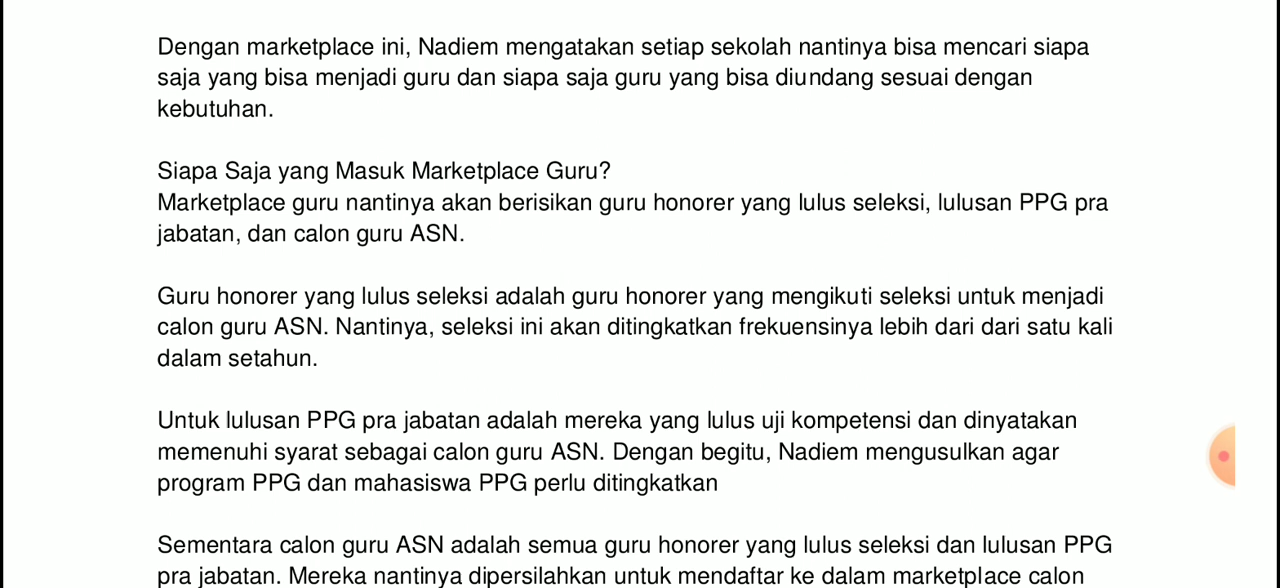 Dengan marketplace ini, Nadiem mengatakan setiap sekolah nantinya bisa mencari siapa
saja yang bisa menjadi guru dan siapa saja guru yang bisa diundang sesuai dengan
kebutuhan.
Siapa Saja yang Masuk Marketplace Guru?
Marketplace guru nantinya akan berisikan guru honorer yang lulus seleksi, lulusan PPG pra
jabatan, dan calon guru ASN.
Guru honorer yang lulus seleksi adalah guru honorer yang mengikuti seleksi untuk menjadi
calon guru ASN. Nantinya, seleksi ini akan ditingkatkan frekuensinya lebih dari dari satu kali
dalam setahun.
Untuk lulusan PPG pra jabatan adalah mereka yang lulus uji kompetensi dan dinyatakan
memenuhi syarat sebagai calon guru ASN. Dengan begitu, Nadiem mengusulkan agar
program PPG dan mahasiswa PPG perlu ditingkatkan
Sementara calon guru ASN adalah semua guru honorer yang lulus seleksi dan lulusan PPG
pra jabatan. Mereka nantinya dipersilahkan untuk mendaftar ke dalam marketplace calon